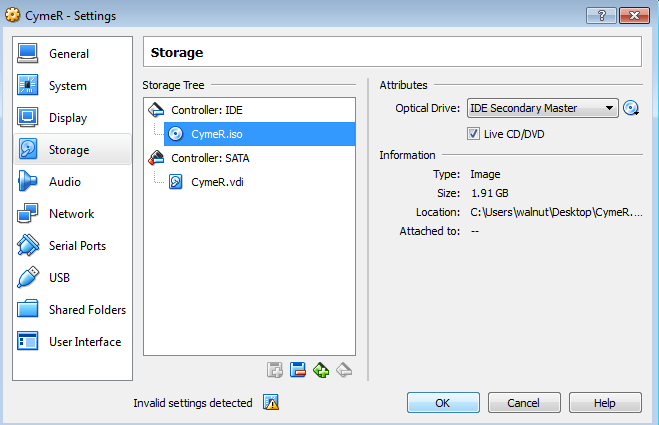 CymeR - Settings
General
System
Display
Storage
Audio
Network
Serial Ports
USB
Shared Folders
User Interface
Storage
Storage Tree
Controller: IDE
CymeR.iso
Controller: SATA
CymeR.vdi
Attributes
Optical Drive: IDE Secondary Master
Live CD/DVD
Information
Type: Image
Size: 1.91 GB
Location: C:\Users\walnut\Desktop\CymeR....
Attached to: --
Invalid settings detected
OK
Cancel
Help